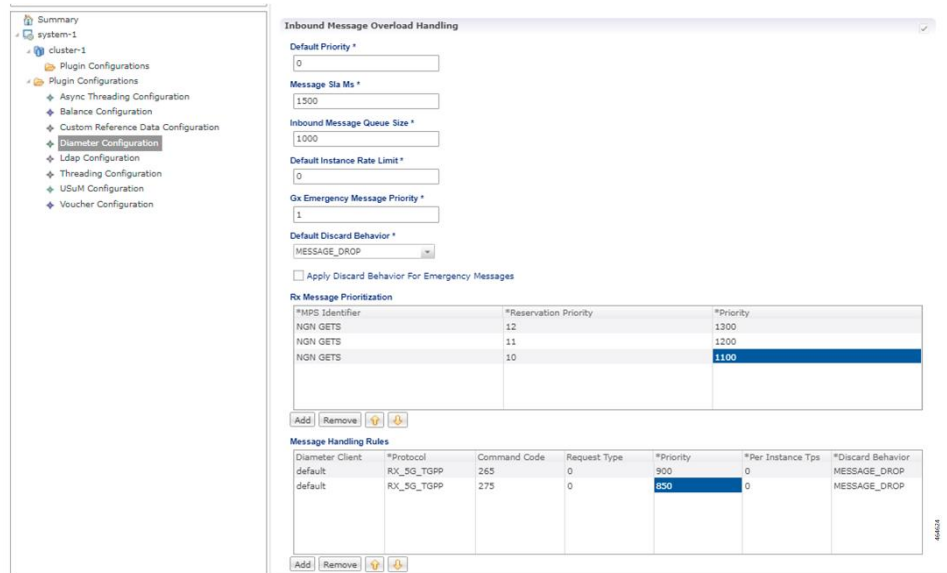 Summary
system-1
cluster-1
Plugin Configurations
Plugin Configurations
Async Threading Configuration
Balance Configuration
Custom Reference Data Configuration
Diameter Configuration
Ldap Configuration
Threading Configuration
USuM Configuration
Voucher Configuration
Inbound Message Overload Handling
Default Priority *
0
Message Sla Ms *
1500
Inbound Message Queue Size *
1000
Default Instance Rate Limit *
0
Gx Emergency Message Priority *
1
Default Discard Behavior *
MESSAGE_DROP
Apply Discard Behavior For Emergency Messages
Rx Message Prioritization
*MPS Identifier *Reservation Priority *Priority
NGN GETS 12 1300
NGN GETS 11 1200
NGN GETS 10 1100
Add Remove
Message Handling Rules
Diameter Client *Protocol Command Code Request Type *Priority *Per Instance Tps *Discard Behavior
default RX_5G_TGPP 265 0 900 0 MESSAGE_DROP
default RX_5G_TGPP 275 0 850 0 MESSAGE_DROP
Add Remove
464624